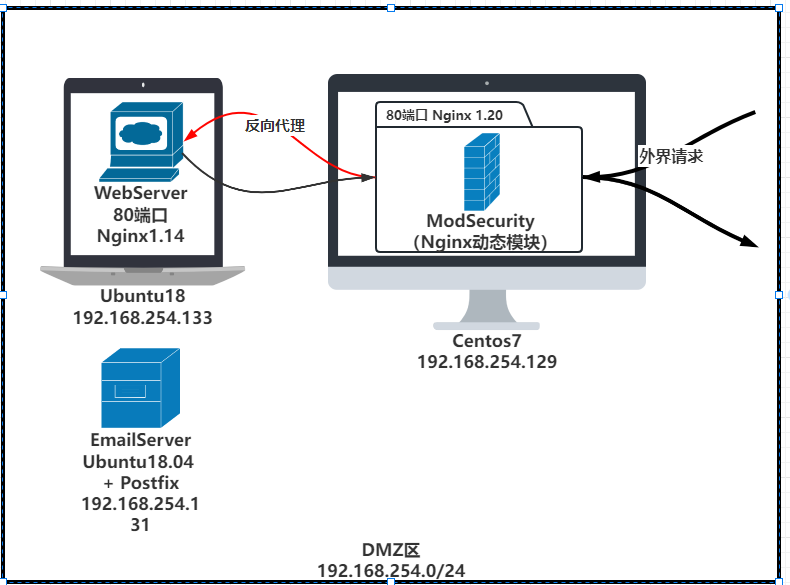 WebServer
80端口
Nginx1.14
Ubuntu18
192.168.254.133
反向代理
80端口 Nginx 1.20
ModSecurity
（Nginx动态模块）
外界请求
Centos7
192.168.254.129
EmailServer
Ubuntu18.04
+ Postfix
192.168.254.1
31
DMZ区
192.168.254.0/24